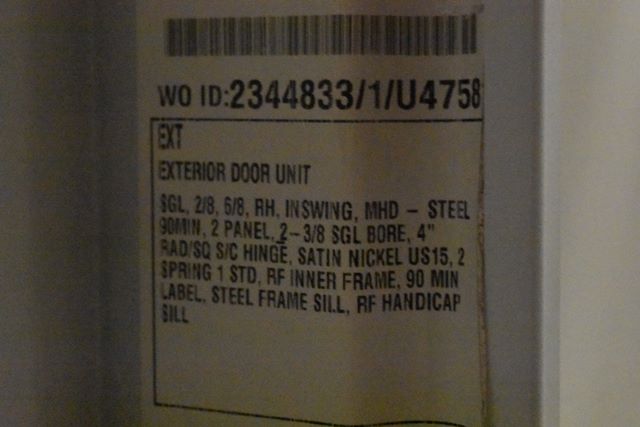 WO ID:2344833/1/U4758
EXT
EXTERIOR DOOR UNIT
SGL, 2/8, 6/8, RH, INSWING, MHD - STEEL
90MIN, 2 PANEL, 2-3/8 SGL BORE, 4"
RAD/SQ S/C HINGE, SATIN NICKEL US15, 2
SPRING 1 STD, RF INNER FRAME, 90 MIN
LABEL, STEEL FRAME SILL, RF HANDICAP
SILL